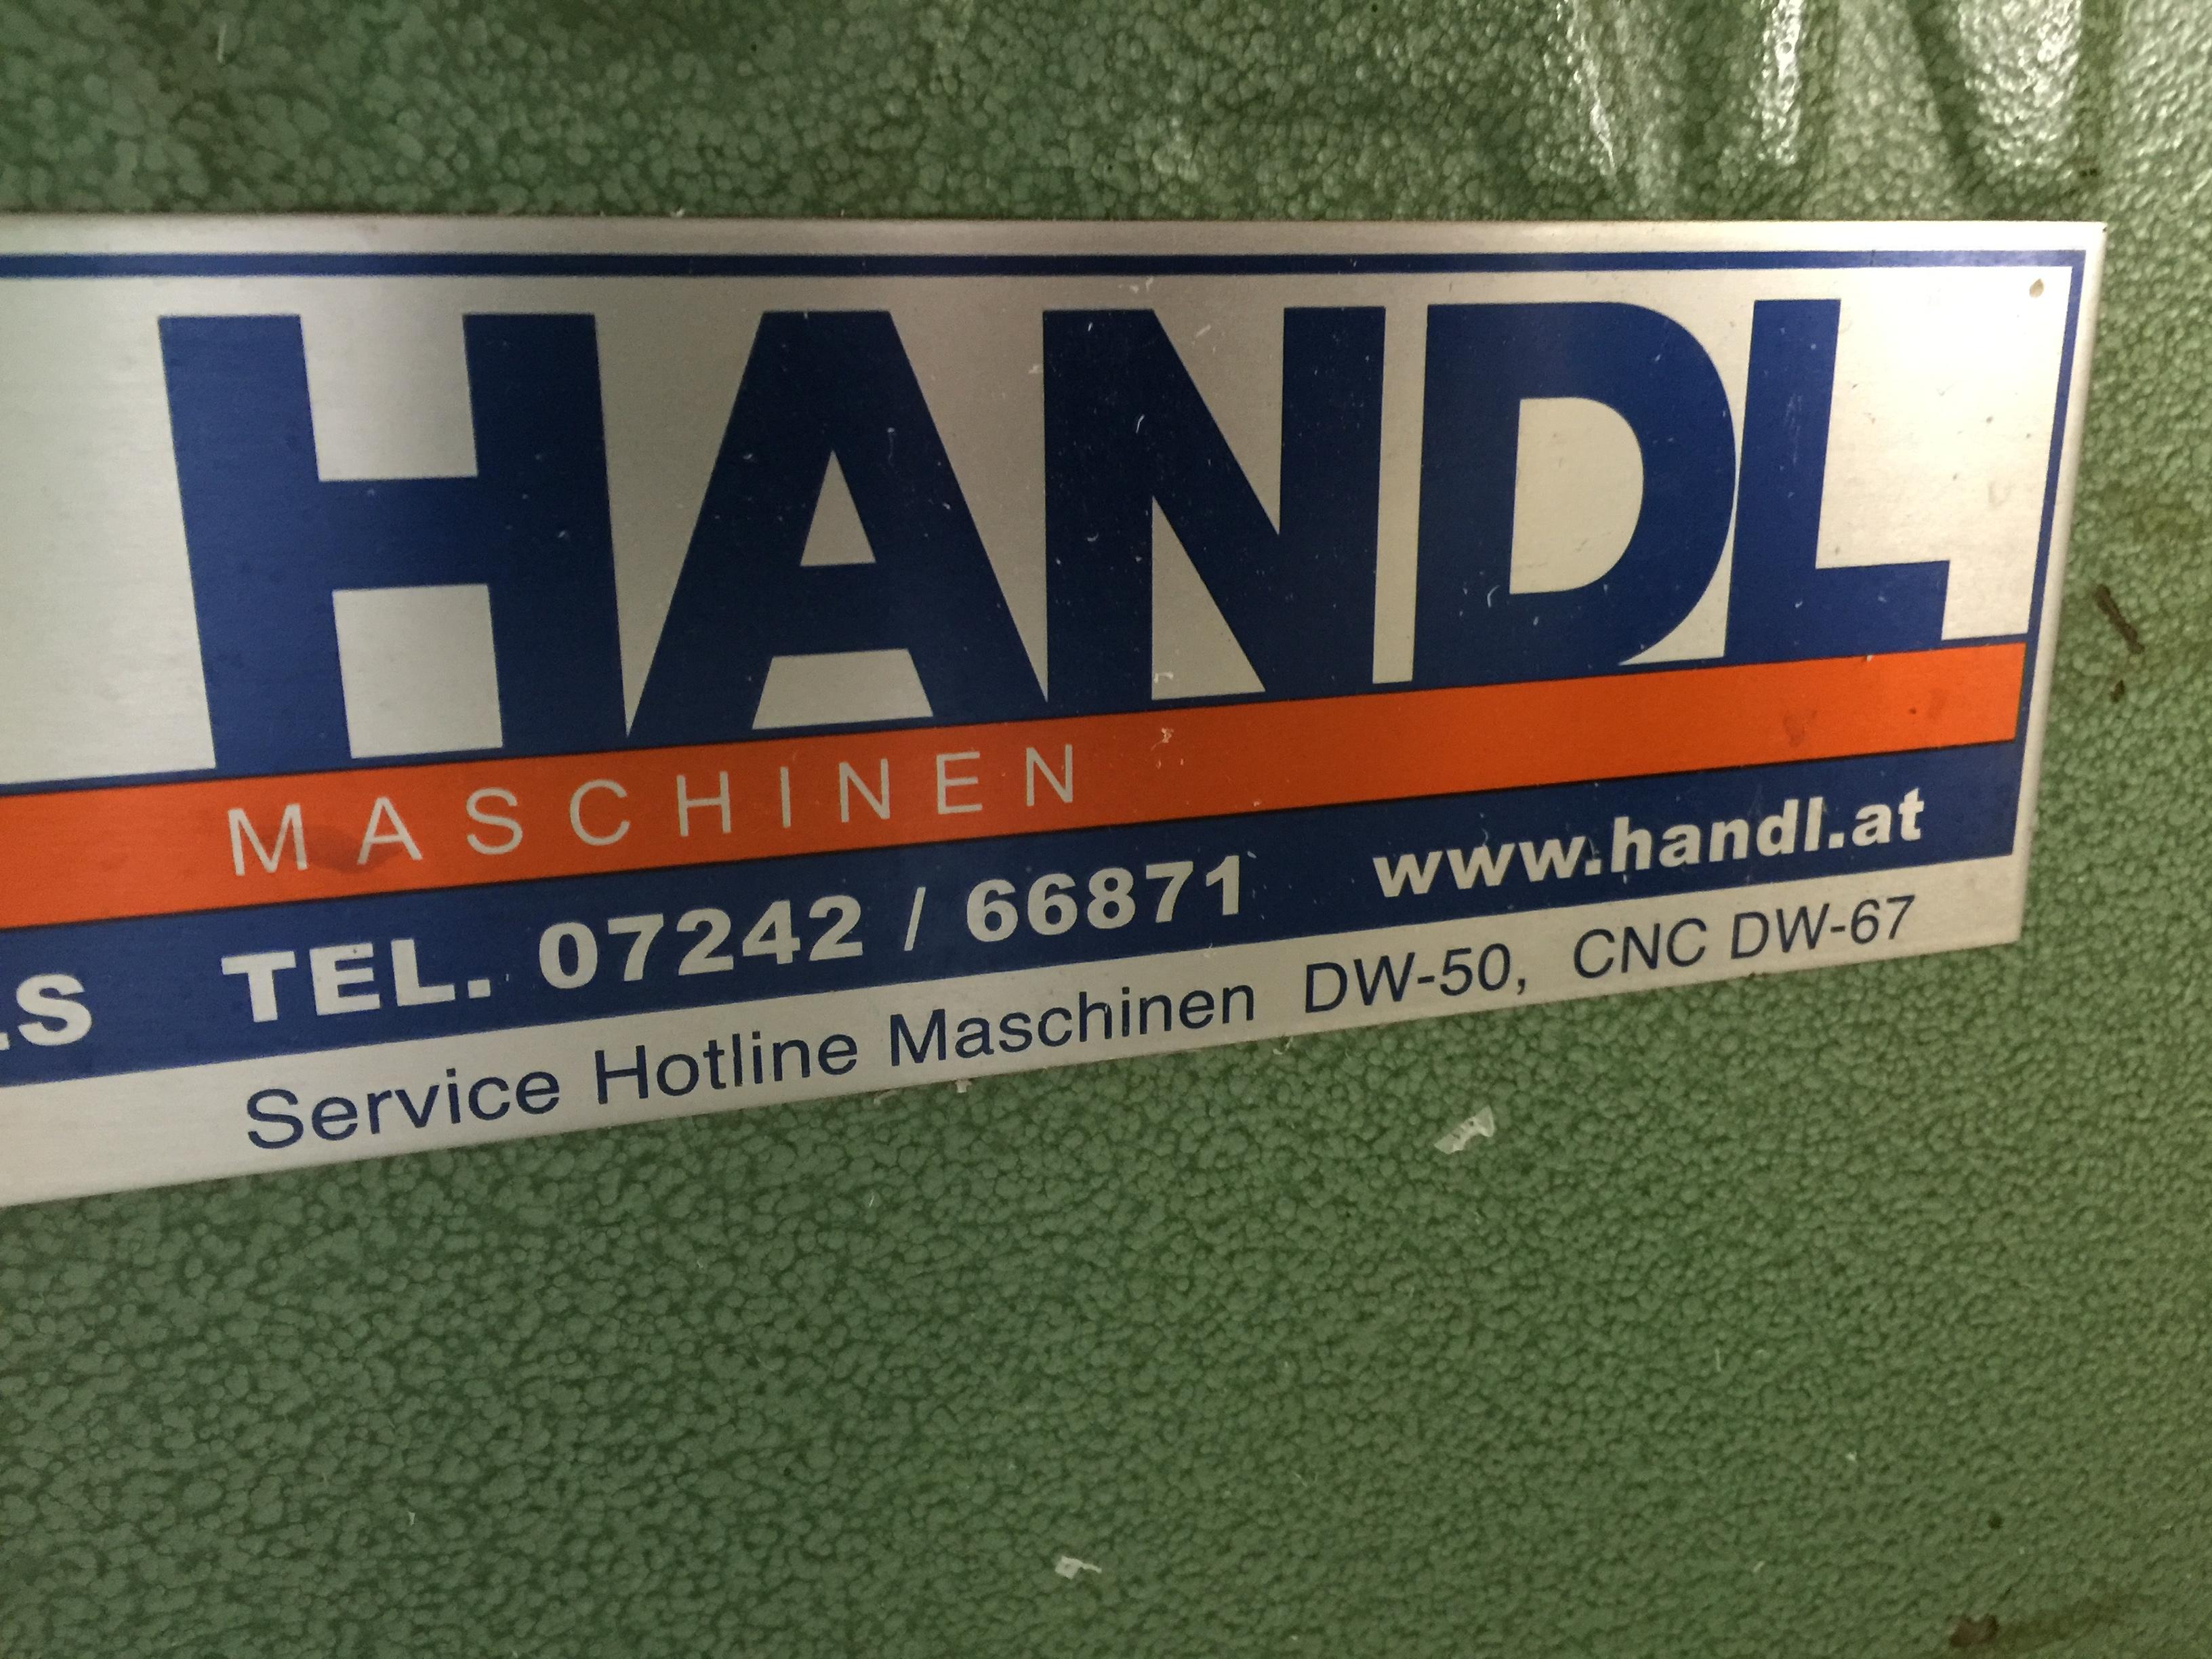 HANDL
MASCHINEN
TEL. 07242 / 66871 www.handl.at
Service Hotline Maschinen DW-50, CNC DW-67